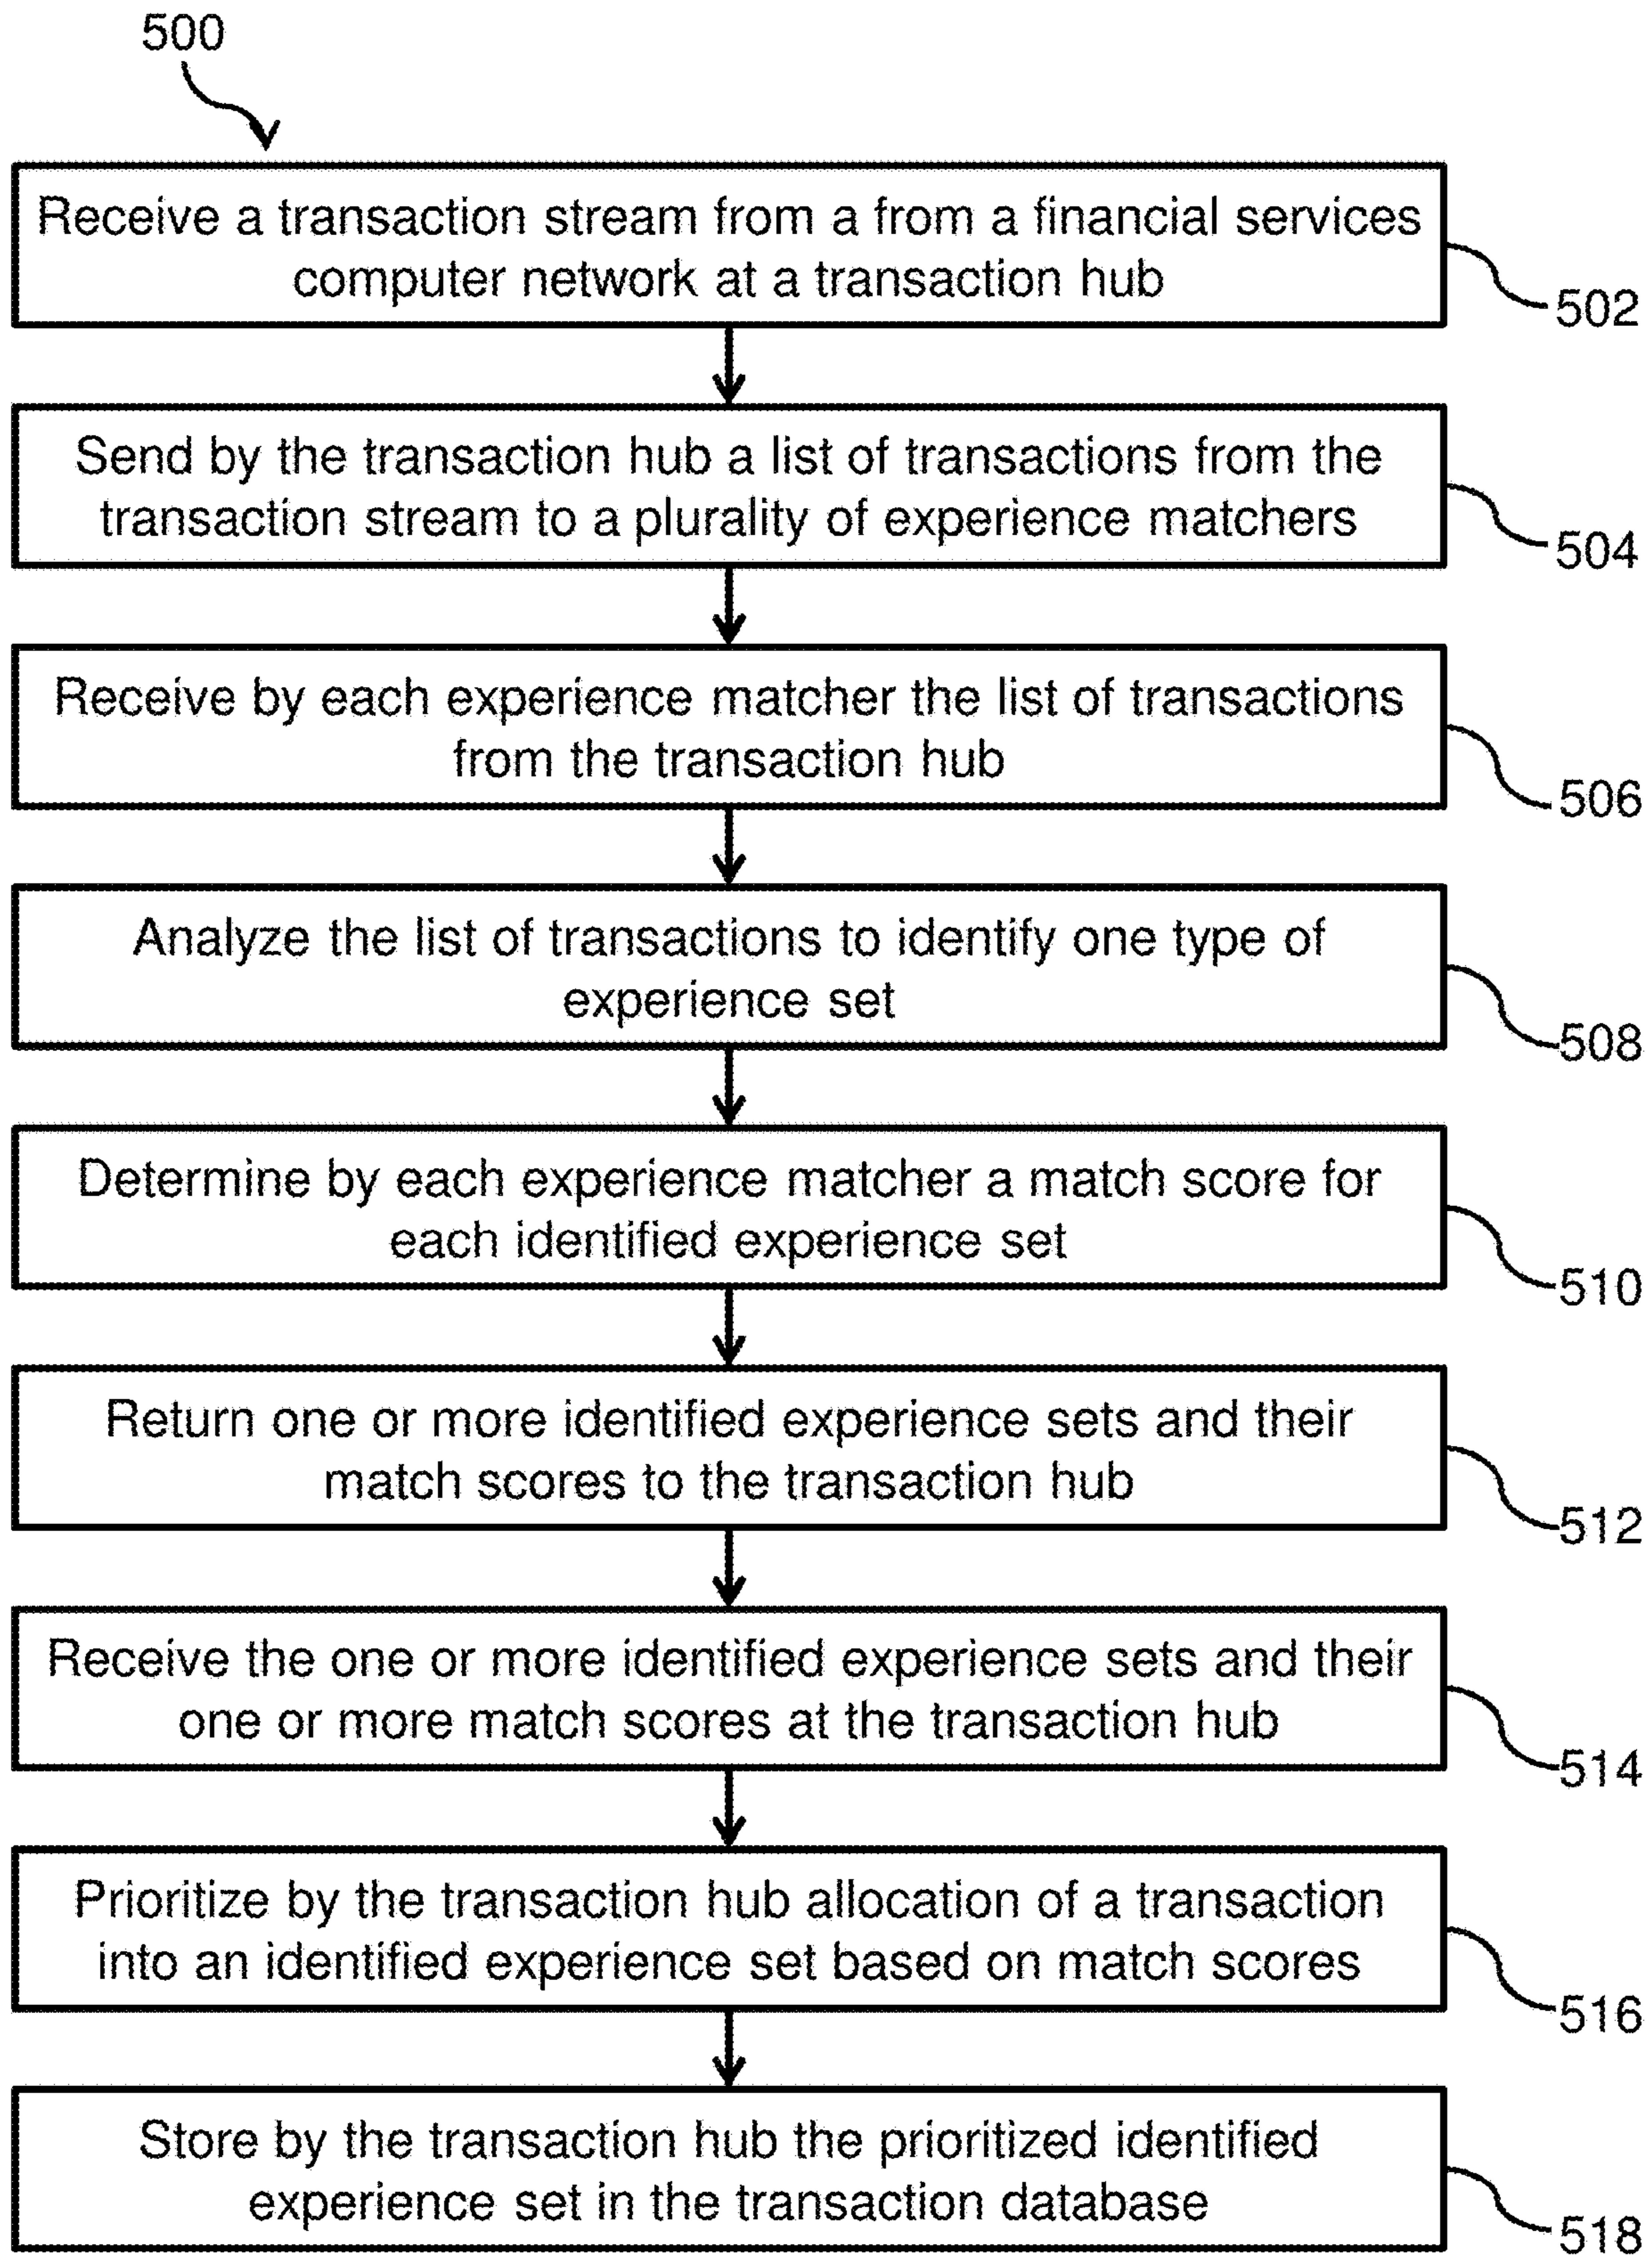 500
Receive a transaction stream from a from a financial services
computer network at a transaction hub
502
Send by the transaction hub a list of transactions from the
transaction stream to a plurality of experience matchers
504
Receive by each experience matcher the list of transactions
from the transaction hub
506
Analyze the list of transactions to identify one type of
experience set
508
Determine by each experience matcher a match score for
each identified experience set
510
Return one or more identified experience sets and their
match scores to the transaction hub
512
Receive the one or more identified experience sets and their
one or more match scores at the transaction hub
514
Prioritize by the transaction hub allocation of a transaction
into an identified experience set based on match scores
516
Store by the transaction hub the prioritized identified
experience set in the transaction database
518